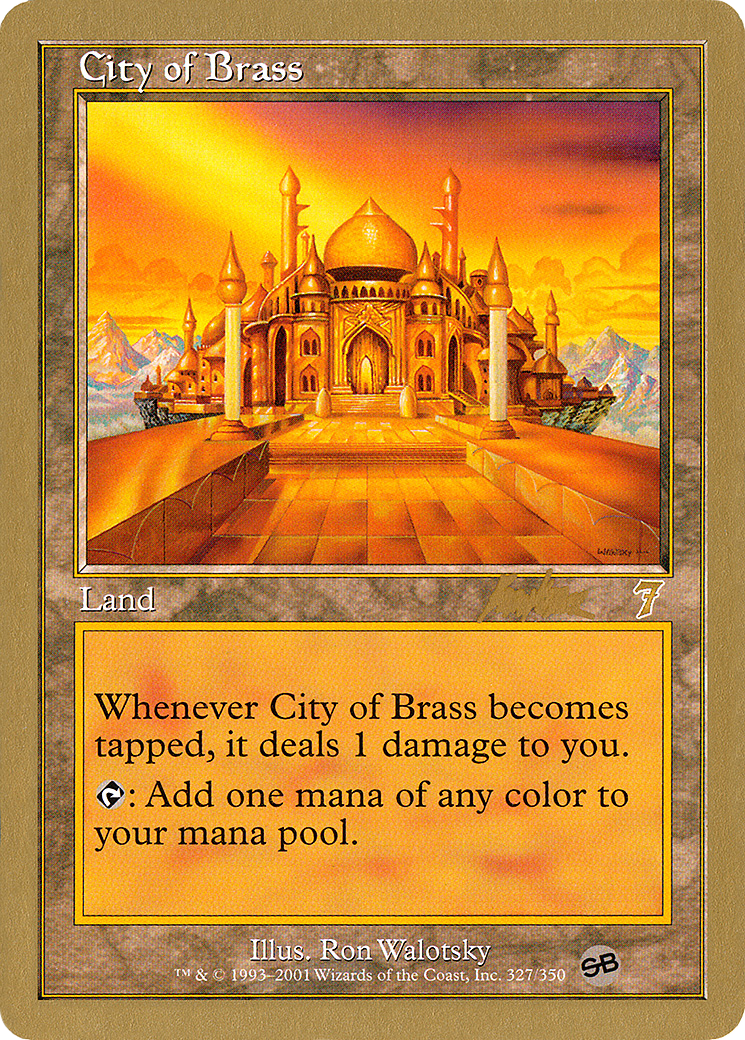 City of Brass
Land
7
Whenever City of Brass becomes
tapped, it deals 1 damage to you.
: Add one mana of any color to
your mana pool.
Illus. Ron Walotsky
™ & © 1993–2001 Wizards of the Coast, Inc. 327/350
SB